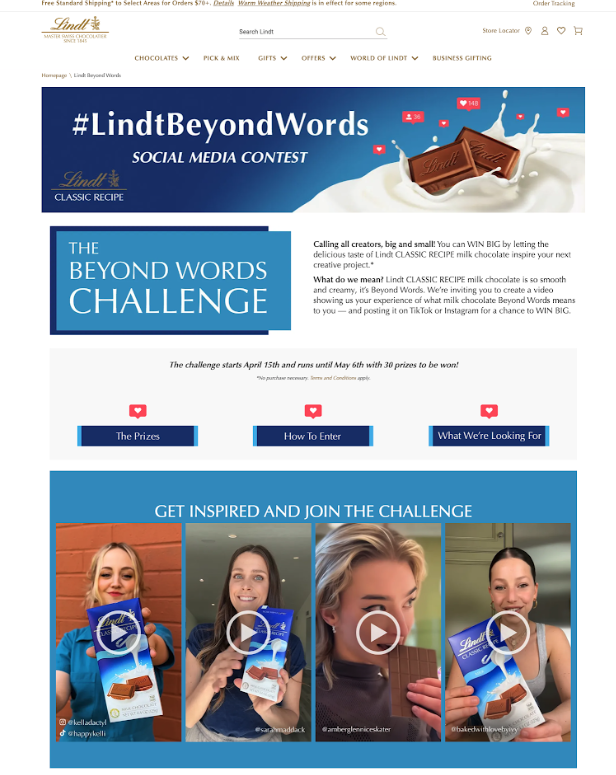 Free Standard Shipping* to Select Areas for Orders $70+. Details Warm Weather Shipping is in effect for some regions.
Order Tracking
Lindt
MASTER SWISS CHOCOLATIER
SINCE 1845
Search Lindt
Store Locator
CHOCOLATES PICK & MIX GIFTS OFFERS WORLD OF LINDT BUSINESS GIFTING
Homepage \ Lindt Beyond Words
#LindtBeyondWords
SOCIAL MEDIA CONTEST
Lindt
CLASSIC RECIPE
THE
BEYOND WORDS
CHALLENGE
Calling all creators, big and small! You can WIN BIG by letting the
delicious taste of Lindt CLASSIC RECIPE milk chocolate inspire your next
creative project.*
What do we mean? Lindt CLASSIC RECIPE milk chocolate is so smooth
and creamy, it's Beyond Words. We're inviting you to create a video
showing us your experience of what milk chocolate Beyond Words means
to you — and posting it on TikTok or Instagram for a chance to WIN BIG.
The challenge starts April 15th and runs until May 6th with 30 prizes to be won!
*No purchase necessary. Terms and Conditions apply.
The Prizes
How To Enter
What We're Looking For
GET INSPIRED AND JOIN THE CHALLENGE
Lindt
CLASSIC RECIPE
@kelladactyl
@happykelli
@sarahmaddack
@amberglenniceskater
Lindt
CLASSIC RECIPE
@bakedwithlovebyivy